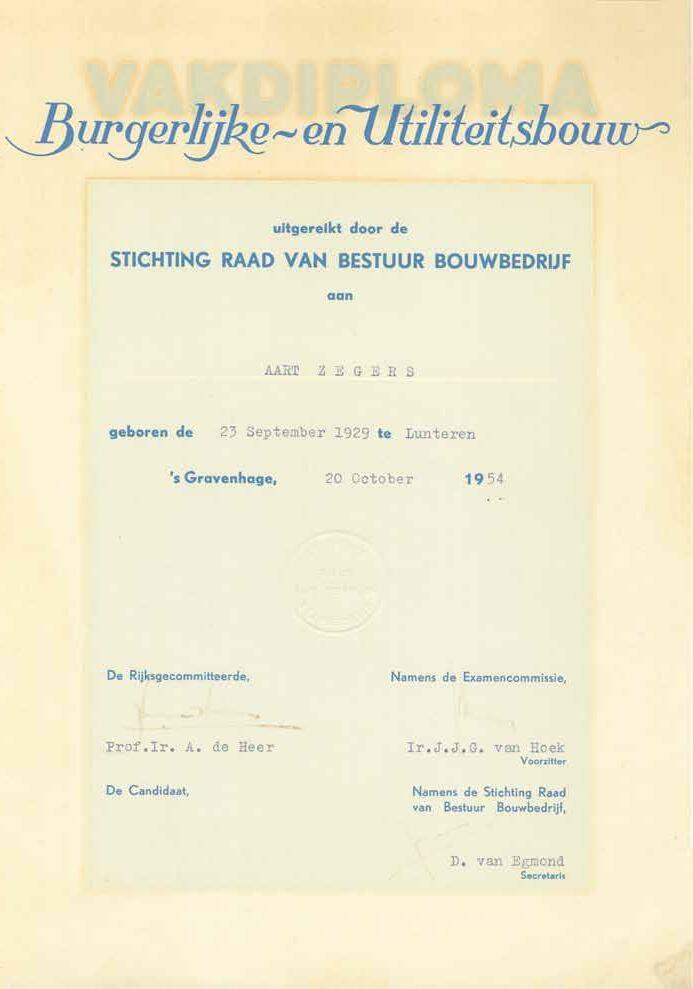 VAKDIPLOMA
Burgerlijke~en Utiliteitsbouw
uitgereikt door de
STICHTING RAAD VAN BESTUUR BOUWBEDRIJF
aan
AART ZEGERS
geboren de 23 September 1929 te Lunteren
's Gravenhage, 20 October 1954
De Rijksgecommitteerde, Namens de Examencommissie,
Prof.Ir. A. de Heer Ir.J.J.G. van Hoek
Voorzitter
De Candidaat, Namens de Stichting Raad
van Bestuur Bouwbedrijf,
D. van Egmond
Secretaris